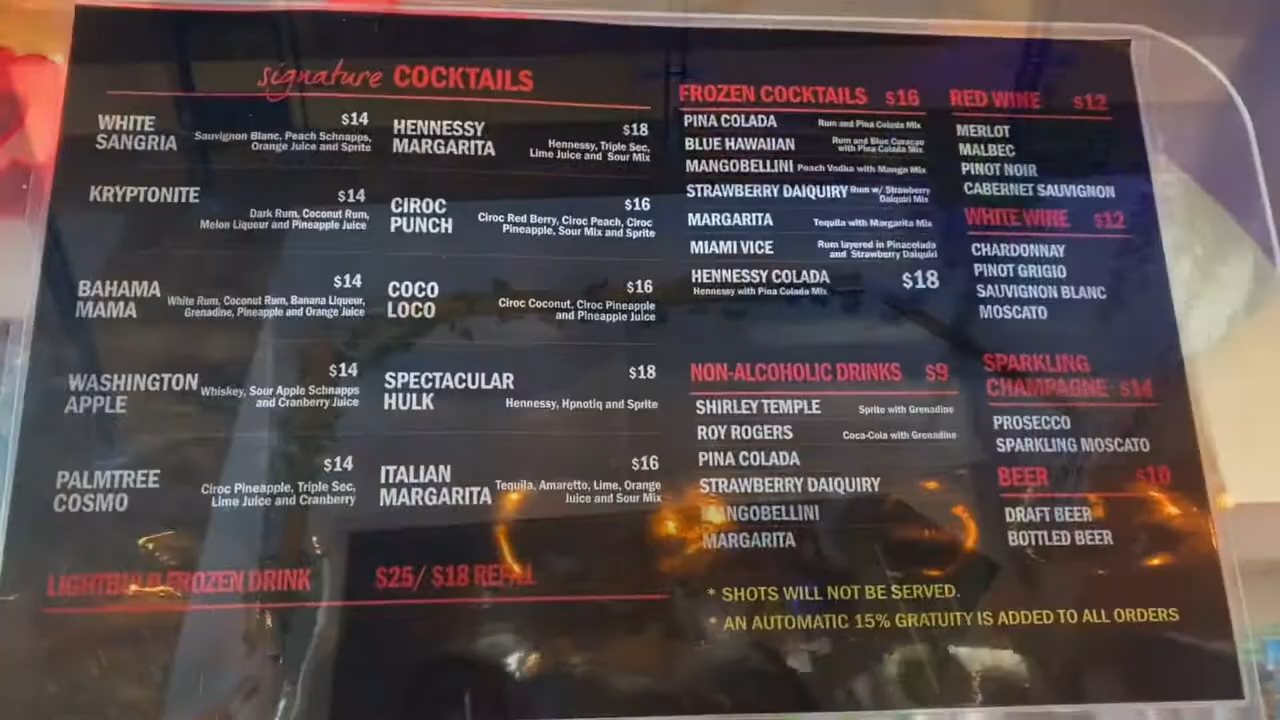 signature COCKTAILS
WHITE SANGRIA
$14
Sauvignon Blanc, Peach Schnapps,
Orange Juice and Sprite
KRYPTONITE
$14
Dark Rum, Coconut Rum,
Melon Liqueur and Pineapple Juice
BAHAMA MAMA
$14
White Rum, Coconut Rum, Banana Liqueur,
Grenadine, Pineapple and Orange Juice
WASHINGTON APPLE
$14
Whiskey, Sour Apple Schnapps
and Cranberry Juice
PALMTREE COSMO
$14
Ciroc Pineapple, Triple Sec,
Lime Juice and Cranberry
HENNESSY MARGARITA
$18
Hennessy, Triple Sec,
Lime Juice and Sour Mix
CIROC PUNCH
$16
Ciroc Red Berry, Ciroc Peach, Ciroc
Pineapple, Sour Mix and Sprite
COCO LOCO
$16
Ciroc Coconut, Ciroc Pineapple
and Pineapple Juice
SPECTACULAR HULK
$18
Hennessy, Hpnotiq and Sprite
ITALIAN MARGARITA
$16
Tequila, Amaretto, Lime, Orange
Juice and Sour Mix
LIGHTBULB FROZEN DRINK $25/ $18 REFILL
FROZEN COCKTAILS $16
PINA COLADA Rum and Pina Colada Mix
BLUE HAWAIIAN Rum and Blue Curacao
with Pina Colada Mix
MANGOBELLINI Peach Vodka with Mango Mix
STRAWBERRY DAIQUIRY Rum w/ Strawberry
Daiquiri Mix
MARGARITA Tequila with Margarita Mix
MIAMI VICE Rum layered in Pinacolada
and Strawberry Daiquiri
HENNESSY COLADA $18
Hennessy with Pina Colada Mix
NON-ALCOHOLIC DRINKS $9
SHIRLEY TEMPLE Sprite with Grenadine
ROY ROGERS Coca-Cola with Grenadine
PINA COLADA
STRAWBERRY DAIQUIRY
MANGOBELLINI
MARGARITA
RED WINE $12
MERLOT
MALBEC
PINOT NOIR
CABERNET SAUVIGNON
WHITE WINE $12
CHARDONNAY
PINOT GRIGIO
SAUVIGNON BLANC
MOSCATO
SPARKLING
CHAMPAGNE $14
PROSECCO
SPARKLING MOSCATO
BEER $10
DRAFT BEER
BOTTLED BEER
* SHOTS WILL NOT BE SERVED.
* AN AUTOMATIC 15% GRATUITY IS ADDED TO ALL ORDERS